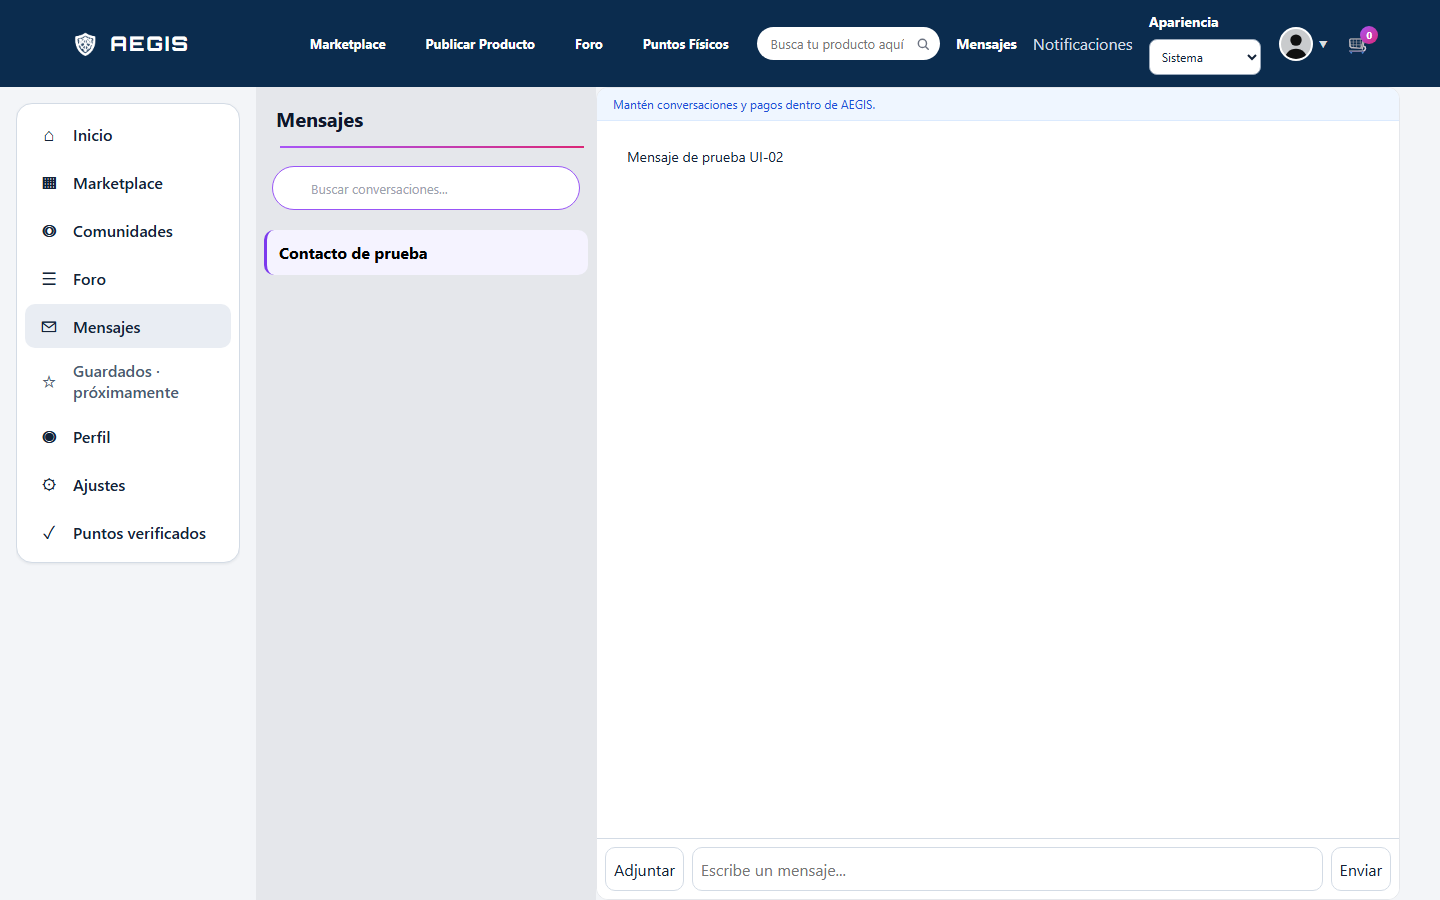 AEGIS
Marketplace
Publicar Producto
Foro
Puntos Físicos
Busca tu producto aquí
Mensajes
Notificaciones
Apariencia
Sistema
0
Inicio
Marketplace
Comunidades
Foro
Mensajes
Guardados ·
próximamente
Perfil
Ajustes
Puntos verificados
Mensajes
Buscar conversaciones...
Contacto de prueba
Mantén conversaciones y pagos dentro de AEGIS.
Mensaje de prueba UI-02
Adjuntar
Escribe un mensaje...
Enviar